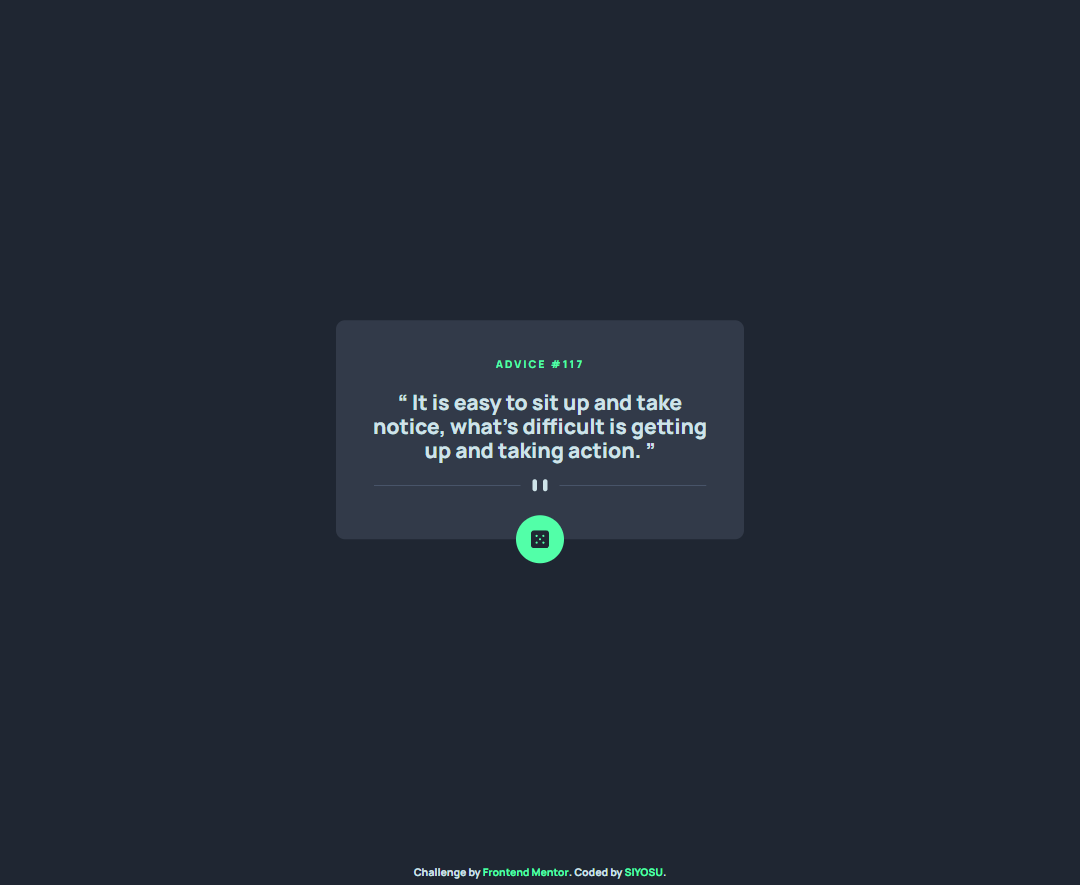 ADVICE #117
“ It is easy to sit up and take
notice, what’s difficult is getting
up and taking action. ”
Challenge by Frontend Mentor. Coded by SIYOSU.